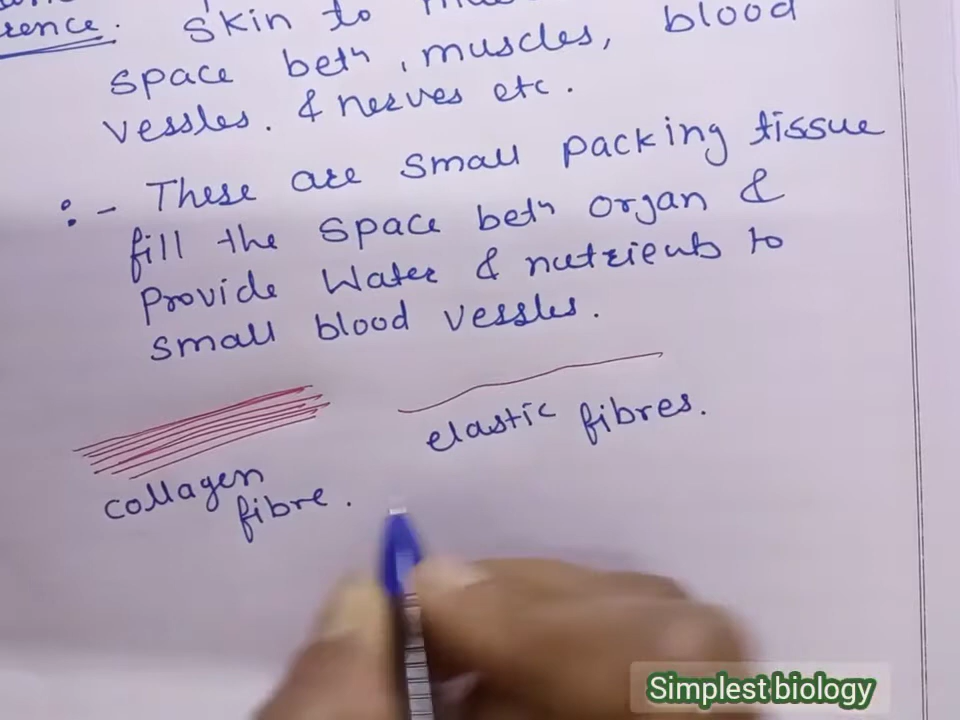 rence. Skin to
space betn, muscles, blood
vessles. & nerves etc.
:- These are small packing tissue
fill the space betn organ &
Provide Water & nutrients to
small blood vessles.
elastic fibres.
collagen
fibre.
Simplest biology